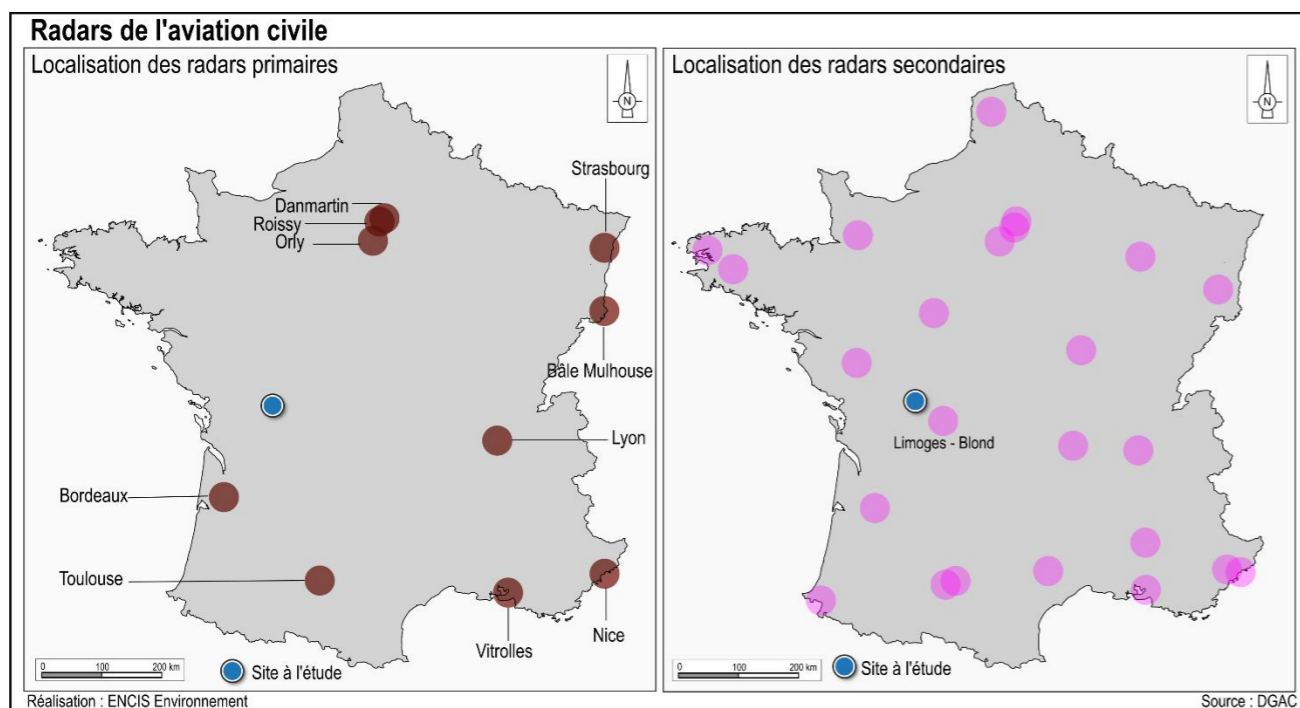 Radars de l'aviation civile
Localisation des radars primaires
N
Strasbourg
Danmartin
Roissy
Orly
Bâle Mulhouse
Lyon
Bordeaux
Toulouse
Nice
Vitrolles
0 100 200 km
Site à l'étude
Localisation des radars secondaires
N
Limoges - Blond
0 100 200 km
Site à l'étude
Réalisation : ENCIS Environnement
Source : DGAC